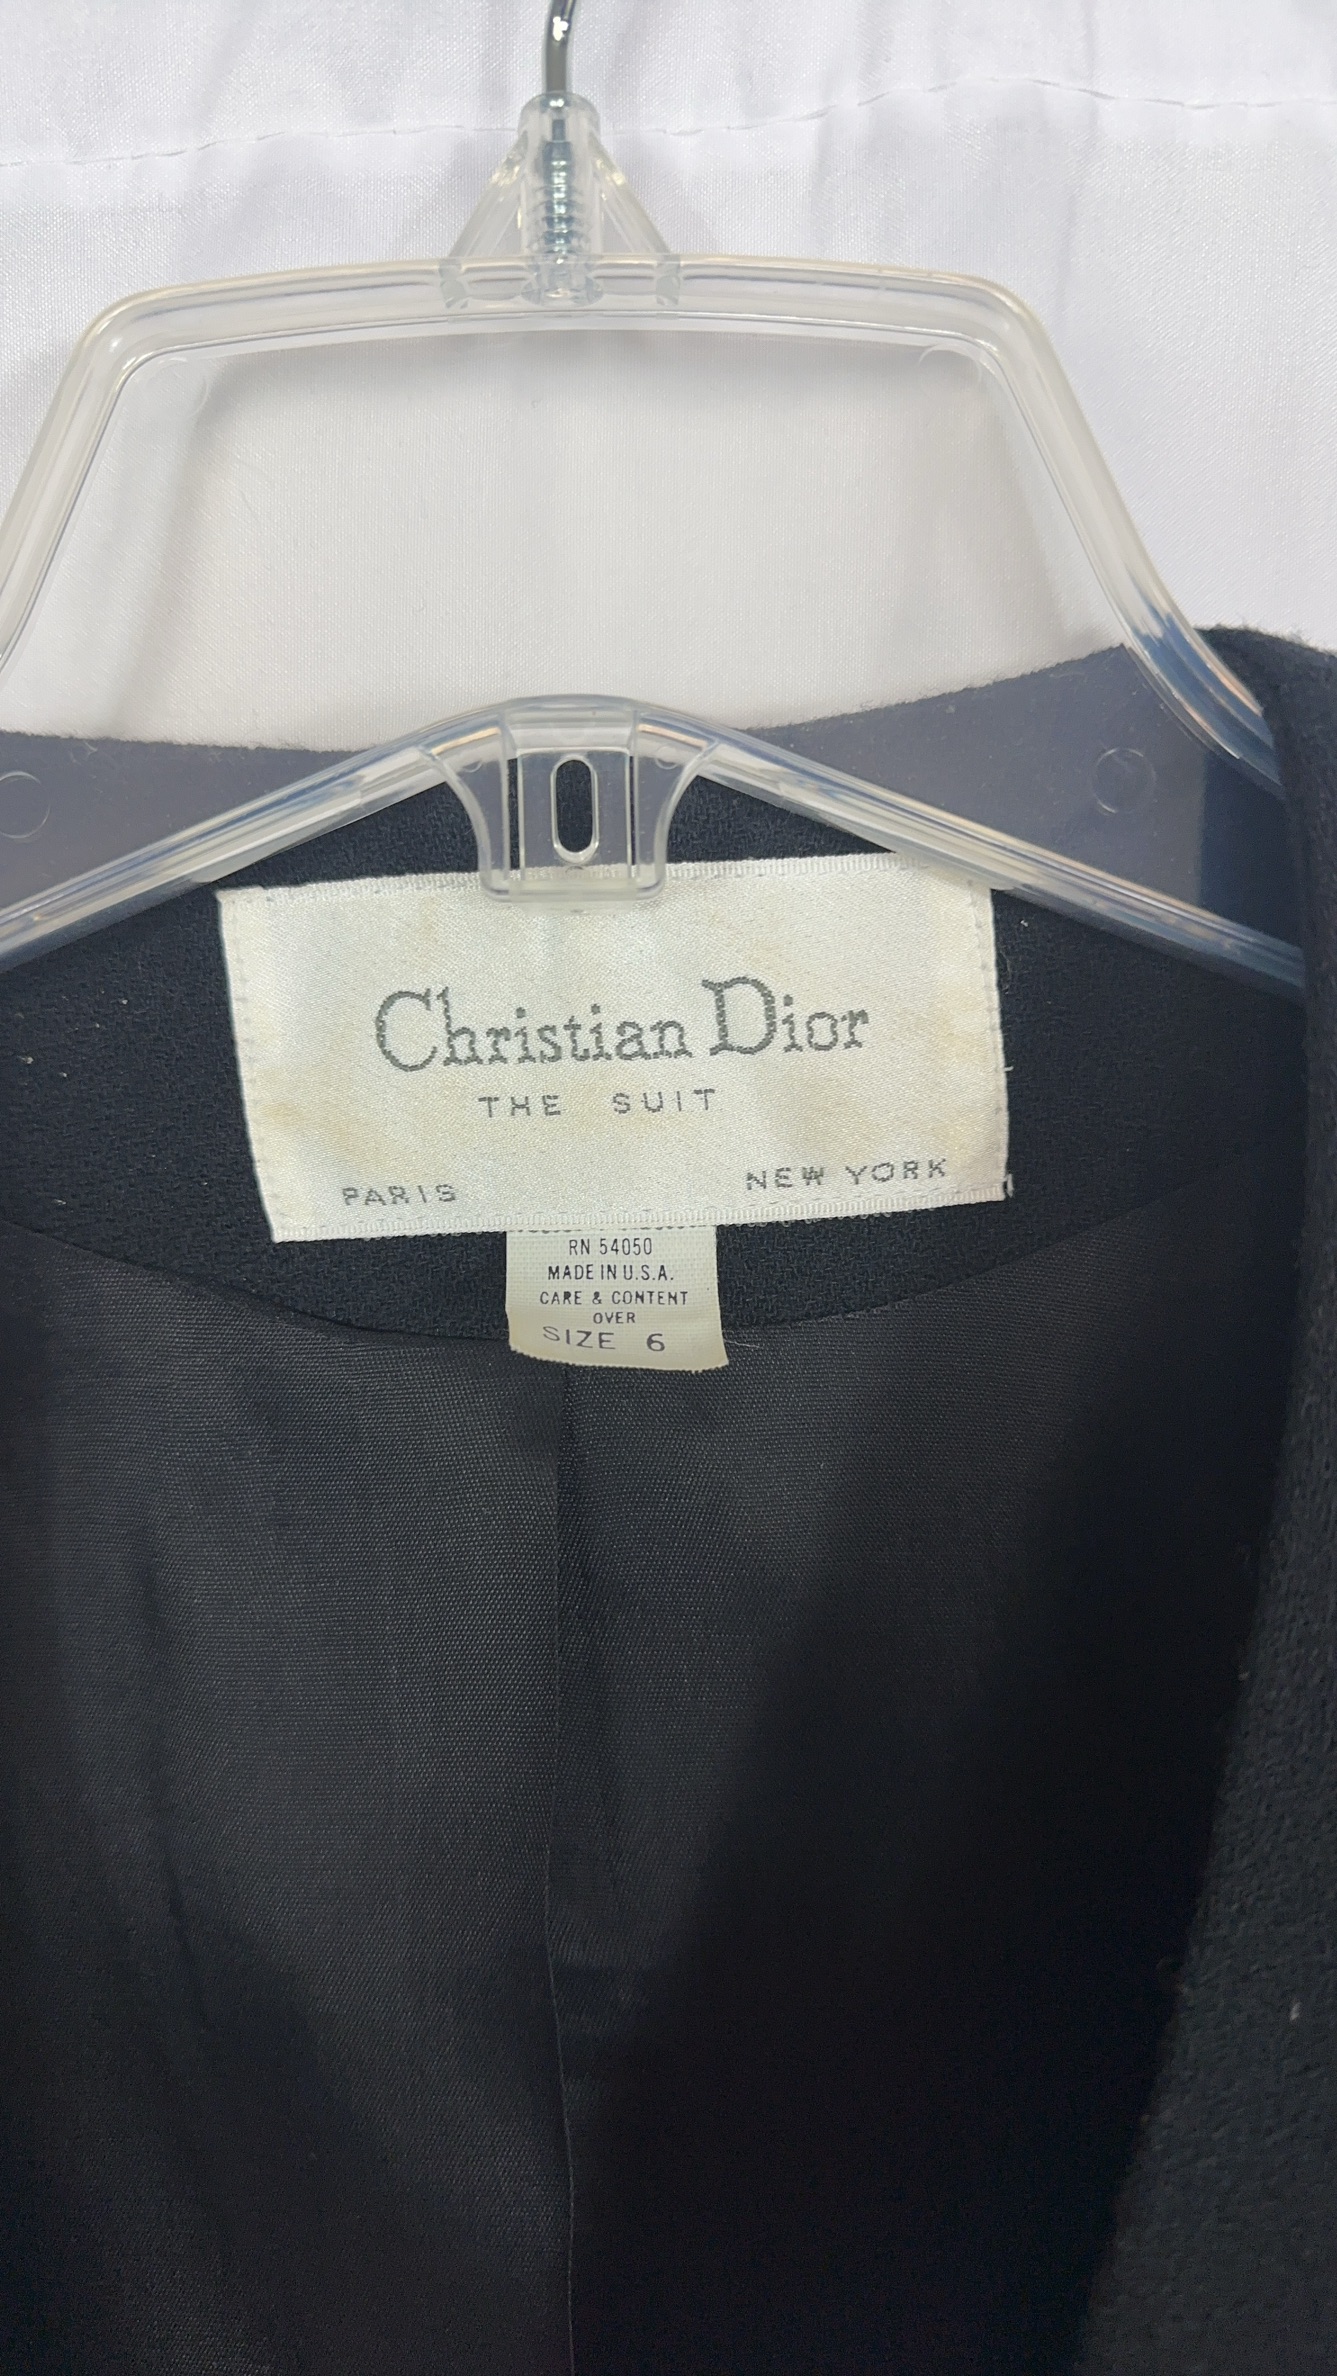 Christian Dior
THE SUIT
PARIS NEW YORK
RN 54050
MADE IN U.S.A.
CARE & CONTENT
OVER
SIZE 6